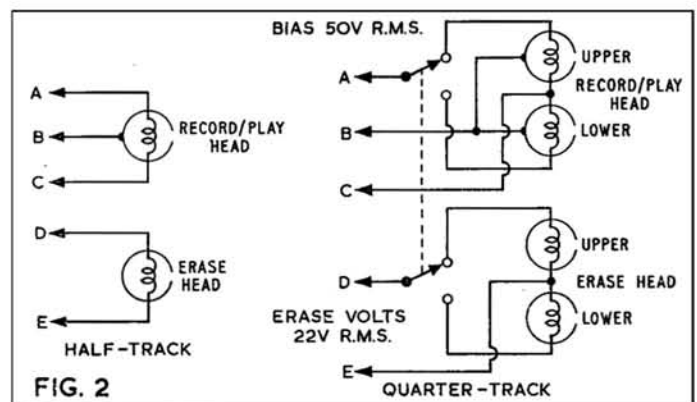 BIAS 50V R.M.S.
A
B
C
RECORD/PLAY
HEAD
D
E
ERASE
HEAD
HALF-TRACK
A
B
C
UPPER
RECORD/PLAY
HEAD
LOWER
D
E
UPPER
ERASE HEAD
LOWER
ERASE VOLTS
22V R.M.S.
QUARTER-TRACK
FIG. 2